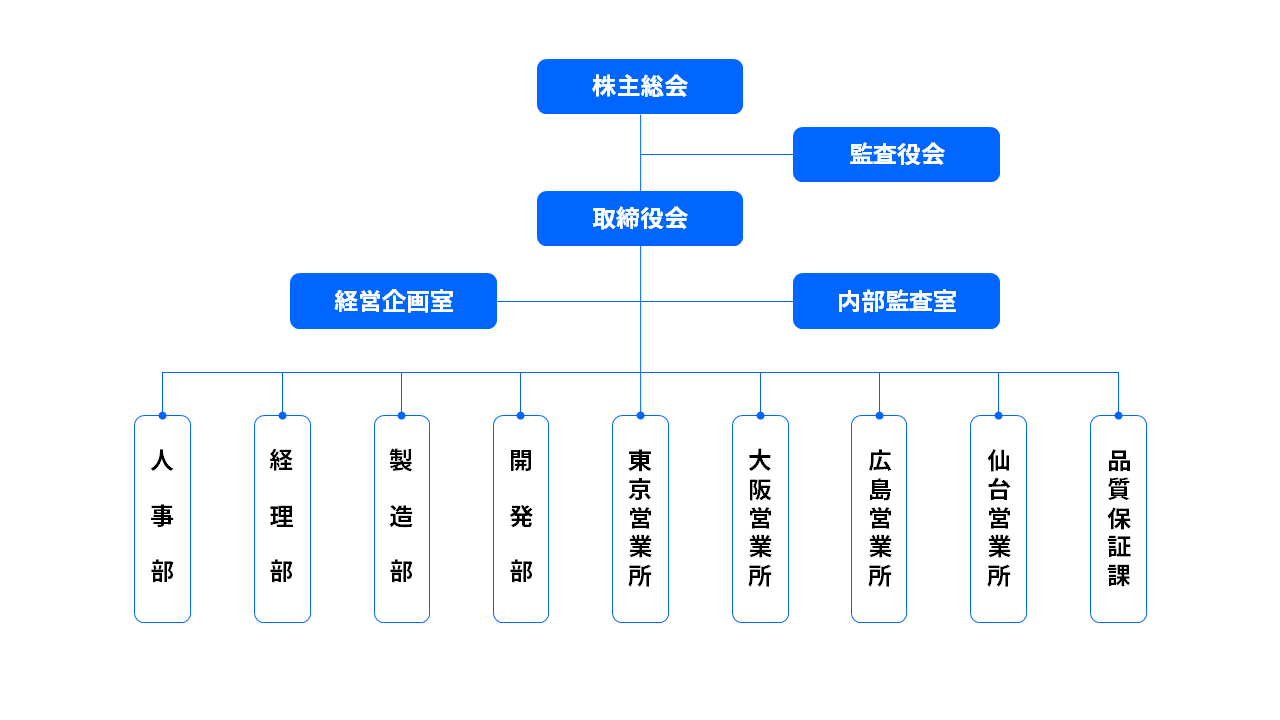 株主総会
監査役会
取締役会
経営企画室
内部監査室
人事部
経理部
製造部
開発部
東京営業所
大阪営業所
広島営業所
仙台営業所
品質保証課